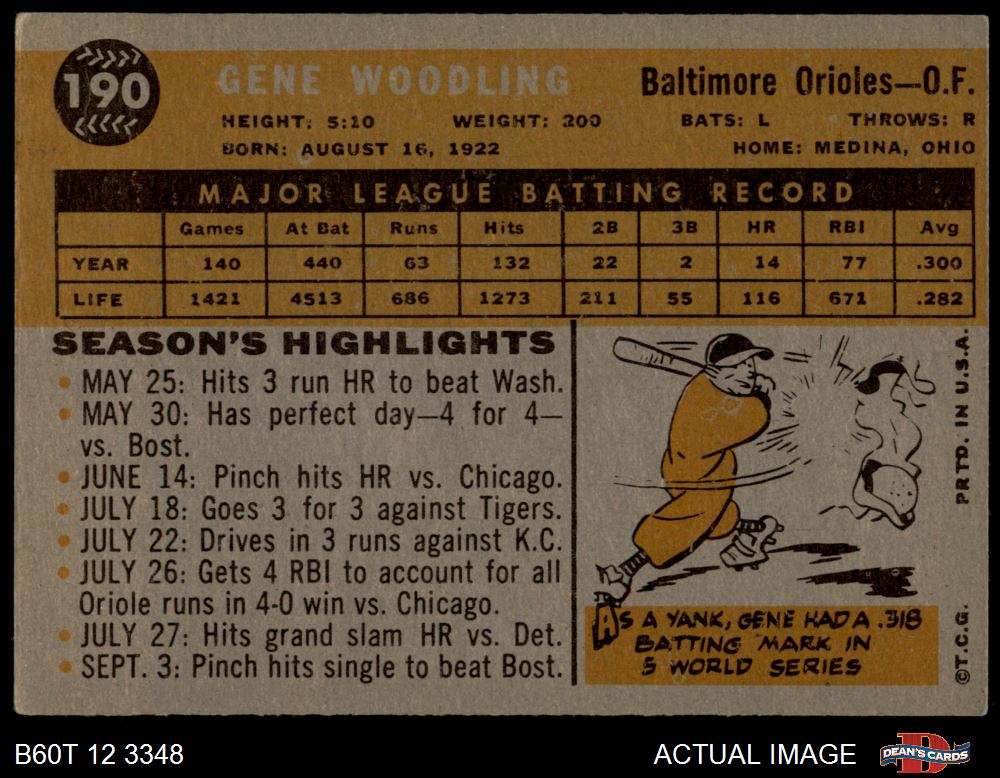 190
GENE WOODLING
Baltimore Orioles—O.F.
HEIGHT: 5:10 WEIGHT: 200 BATS: L THROWS: R
BORN: AUGUST 16, 1922 HOME: MEDINA, OHIO
MAJOR LEAGUE BATTING RECORD
Games At Bat Runs Hits 2B 3B HR RBI Avg
YEAR 140 440 63 132 22 2 14 77 .300
LIFE 1421 4513 686 1273 211 55 116 671 .282
SEASON'S HIGHLIGHTS
• MAY 25: Hits 3 run HR to beat Wash.
• MAY 30: Has perfect day—4 for 4—
vs. Bost.
• JUNE 14: Pinch hits HR vs. Chicago.
• JULY 18: Goes 3 for 3 against Tigers.
• JULY 22: Drives in 3 runs against K.C.
• JULY 26: Gets 4 RBI to account for all
Oriole runs in 4-0 win vs. Chicago.
• JULY 27: Hits grand slam HR vs. Det.
• SEPT. 3: Pinch hits single to beat Bost.
AS A YANK, GENE HAD A .318
BATTING MARK IN
5 WORLD SERIES
©T.C.G. PRTD. IN U.S.A.
B60T 12 3348
ACTUAL IMAGE
DEAN'S CARDS